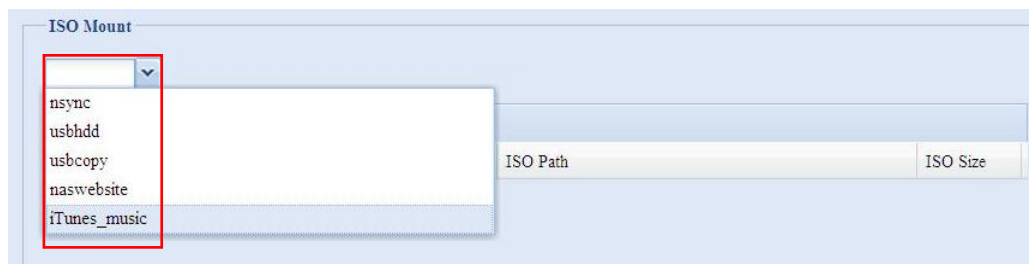 ISO Mount
nsync
usbhdd
usbcopy
ISO Path ISO Size
naswebsite
iTunes_music